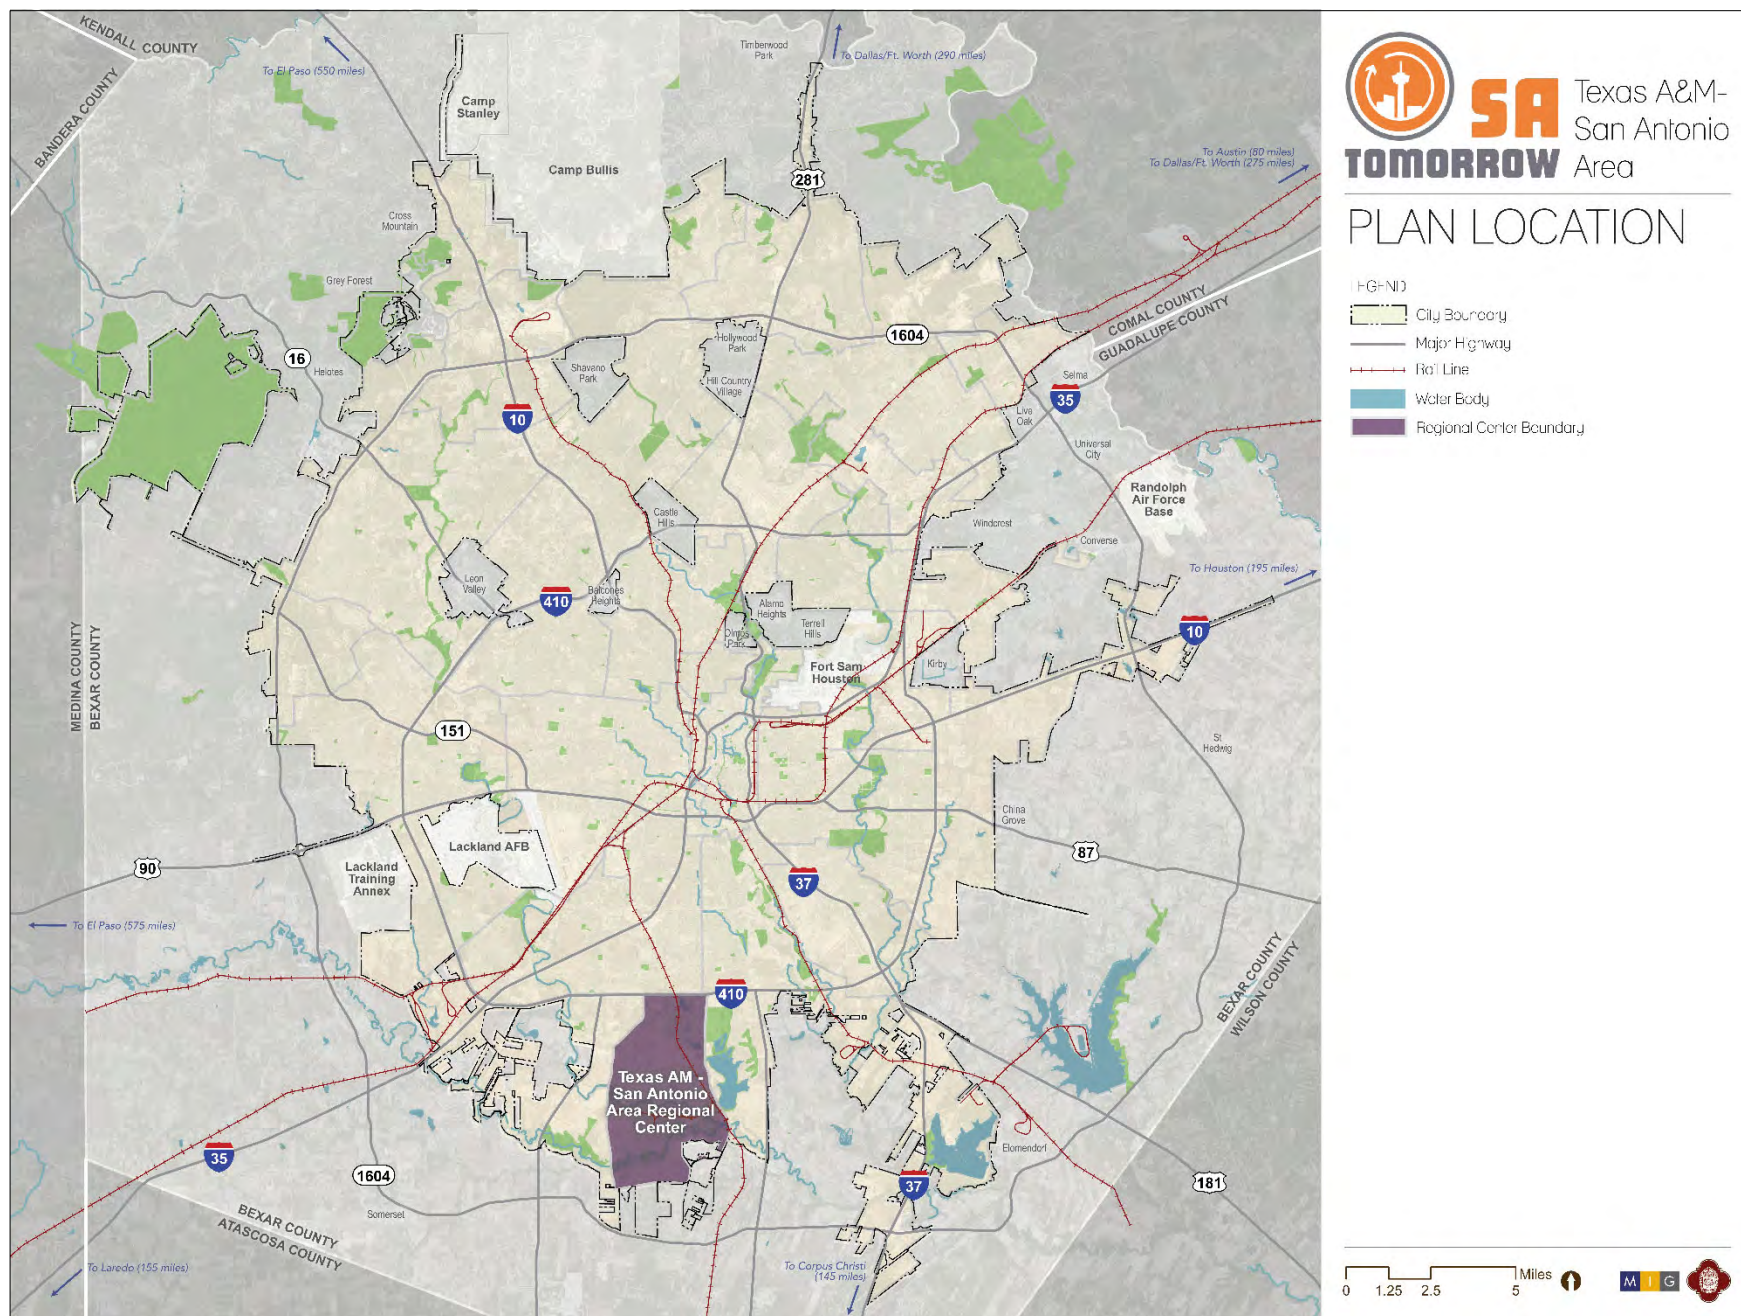 KENDALL COUNTY
BANDERA COUNTY
To El Paso (550 miles)
Timberwood
Park
To Dallas/Ft. Worth (290 miles)
Camp
Stanley
Camp Bullis
281
To Austin (80 miles)
To Dallas/Ft. Worth (275 miles)
Cross
Mountain
Grey Forest
COMAL COUNTY
GUADALUPE COUNTY
1604
16
Helotes
Hollywood
Park
Shavano
Park
Hill Country
Village
Selma
35
10
Live
Oak
Universal
City
Randolph
Air Force
Base
Castle
Hills
Windcrest
Converse
To Houston (195 miles)
Leon
Valley
410
Balcones
Heights
Alamo
Heights
Terrell
Hills
Olmos
Park
10
MEDINA COUNTY
BEXAR COUNTY
Fort Sam
Houston
Kirby
151
St
Hedwig
China
Grove
Lackland AFB
87
90
Lackland
Training
Annex
37
To El Paso (575 miles)
BEXAR COUNTY
WILSON COUNTY
410
Texas AM -
San Antonio
Area Regional
Center
Elomendorf
35
1604
37
181
Somerset
BEXAR COUNTY
ATASCOSA COUNTY
To Laredo (155 miles)
To Corpus Christi
(145 miles)
SA
TOMORROW
Texas A&M-
San Antonio
Area
PLAN LOCATION
LEGEND
City Boundary
Major Highway
Rail Line
Water Body
Regional Center Boundary
0 1.25 2.5 5 Miles
M I G